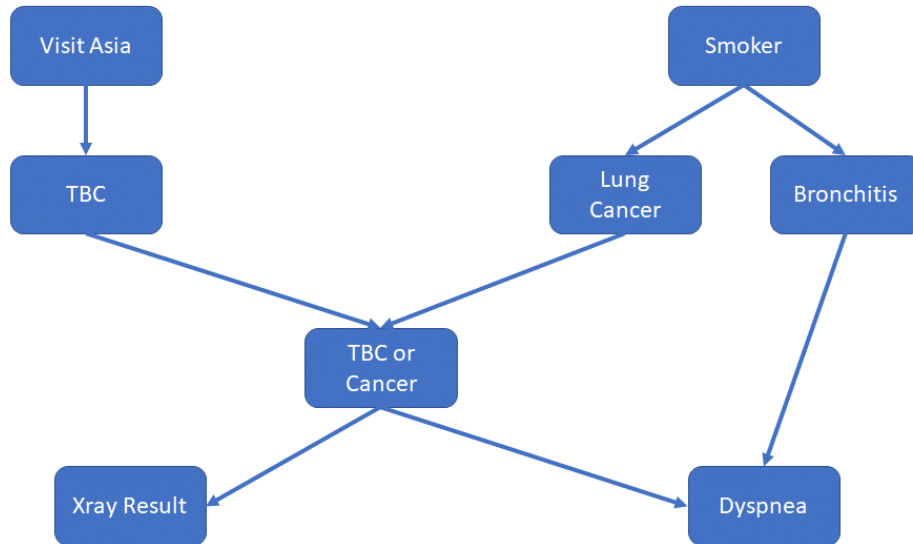 Visit Asia
Smoker
TBC
Lung
Cancer
Bronchitis
TBC or
Cancer
Xray Result
Dyspnea